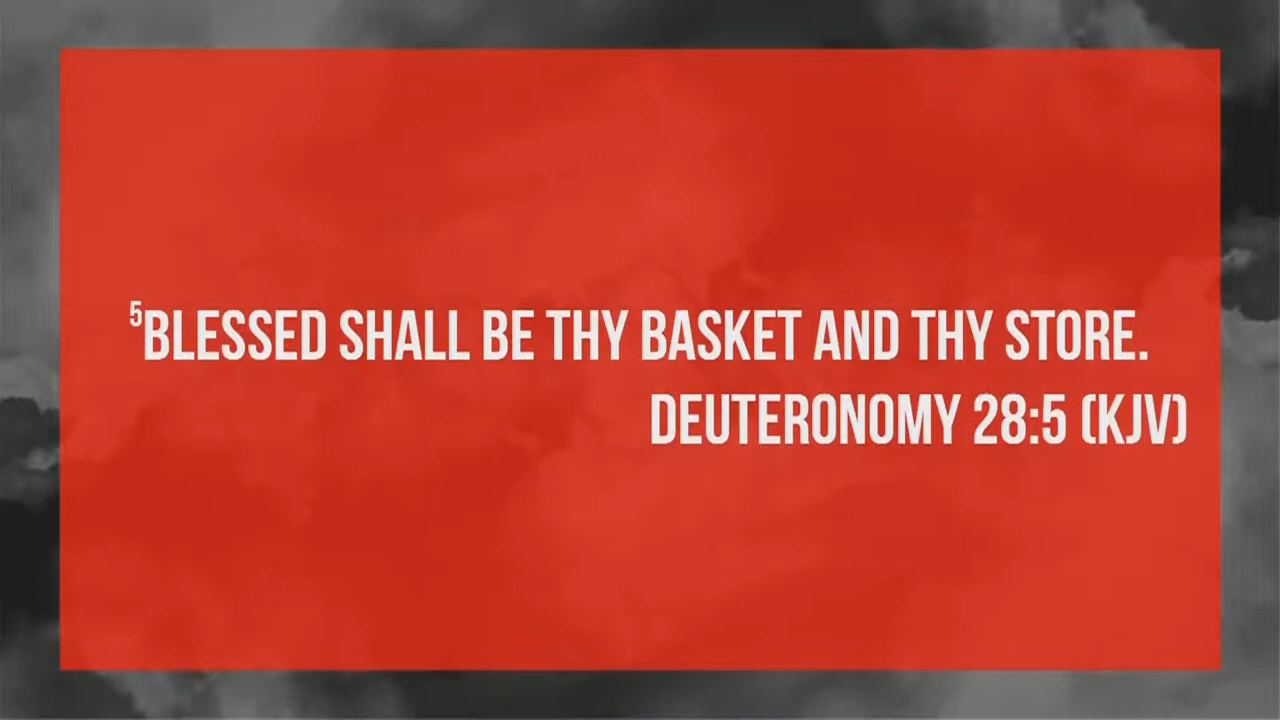 ⁵BLESSED SHALL BE THY BASKET AND THY STORE.
DEUTERONOMY 28:5 (KJV)